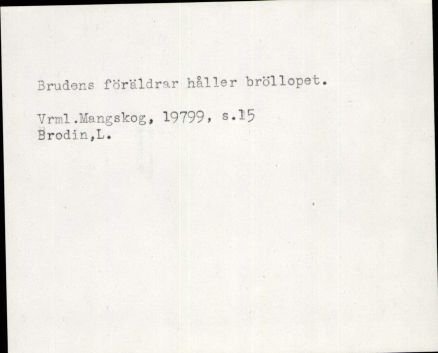 Brudens föräldrar håller bröllopet.
Vrml.Mangskog, 19799, s.15
Brodin,L.